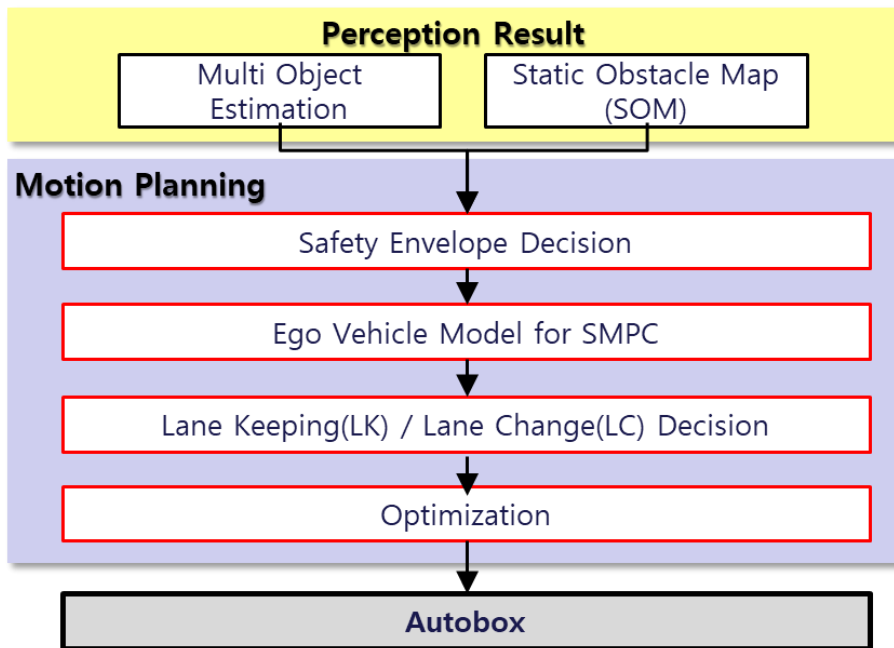 Perception Result
Multi Object
Estimation
Static Obstacle Map
(SOM)
Motion Planning
Safety Envelope Decision
Ego Vehicle Model for SMPC
Lane Keeping(LK) / Lane Change(LC) Decision
Optimization
Autobox